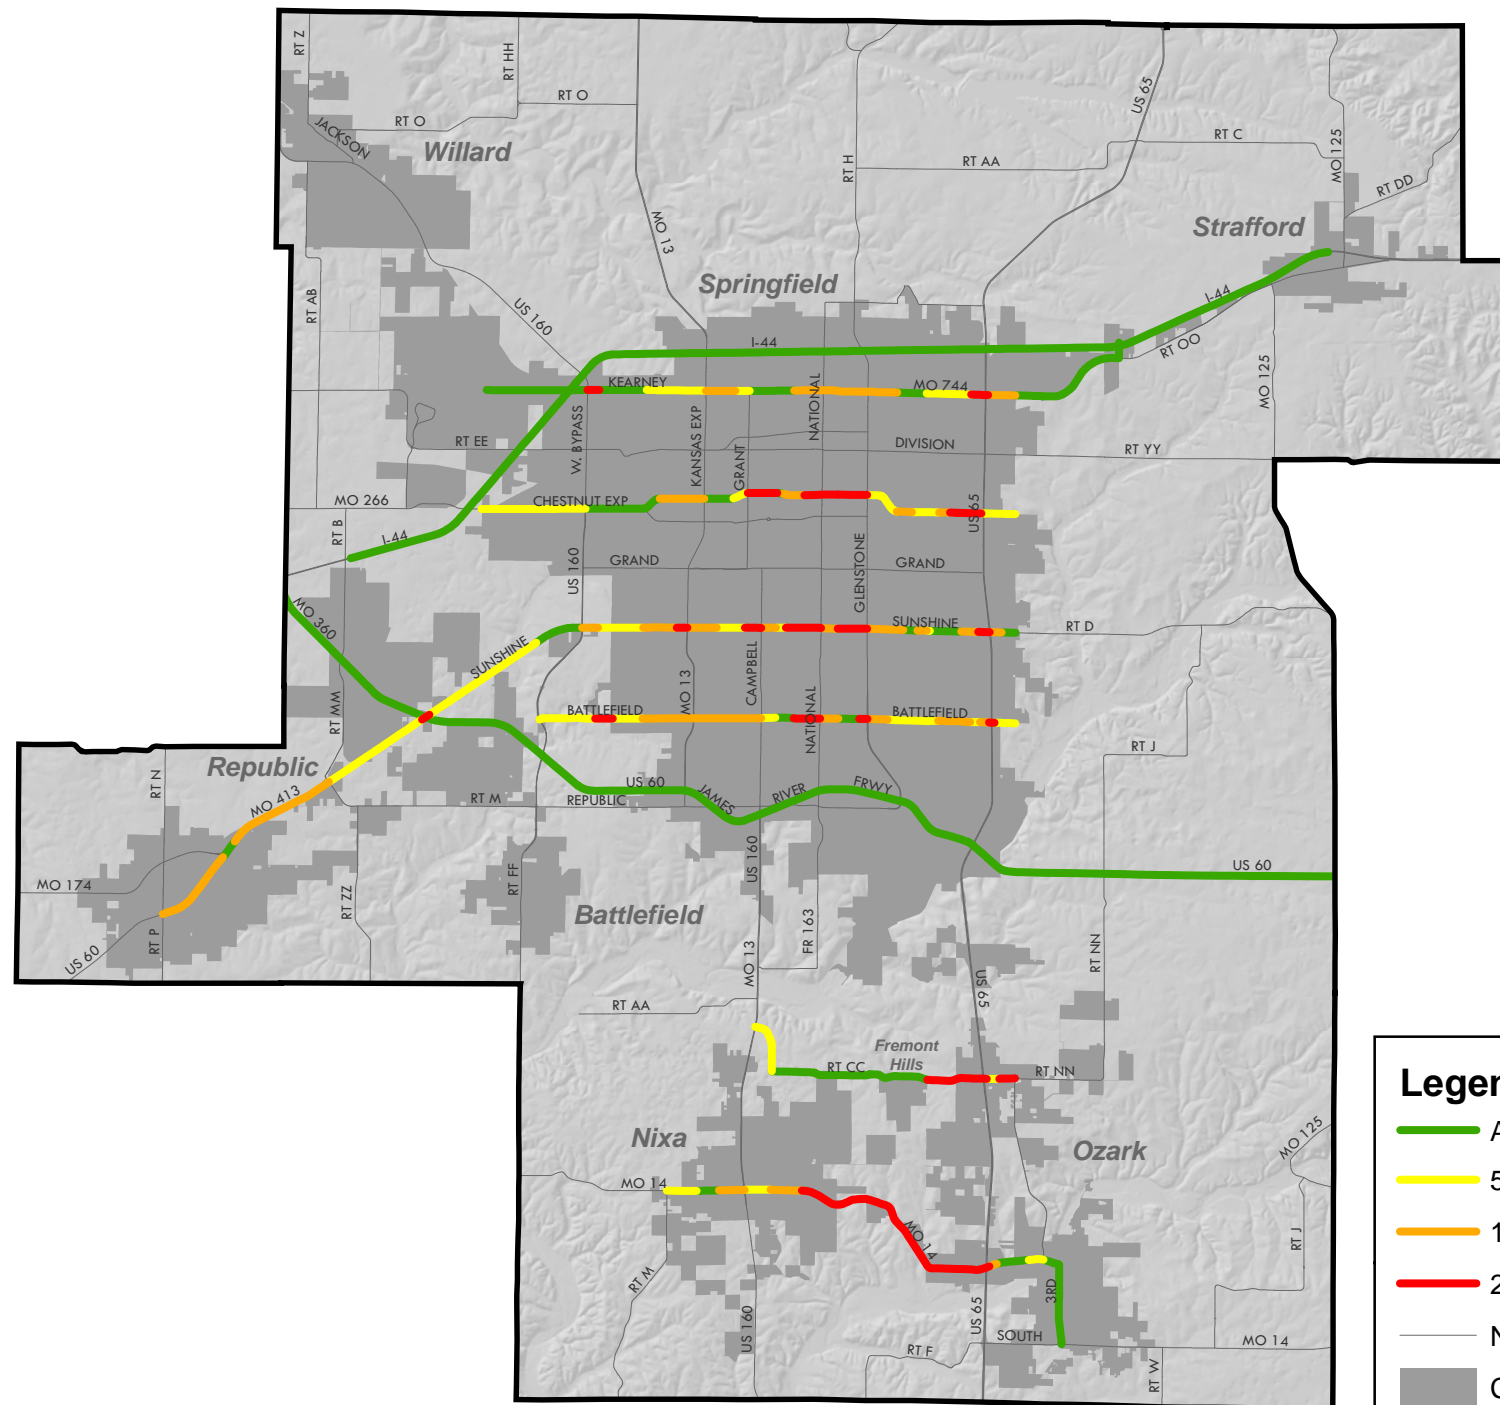 RT Z
RT HH
RT O
RT O
JACKSON
Willard
US 65
RT C
RT AA
RT H
MO 125
RT DD
MO 13
Strafford
Springfield
RT AB
US 160
I-44
I-44
RT OO
MO 125
KEARNEY
MO 744
W. BYPASS
KANSAS EXP
NATIONAL
GRANT
RT EE
DIVISION
RT YY
MO 266
CHESTNUT EXP
US 65
RT B
I-44
US 160
GRAND
GLENSTONE
GRAND
MO 360
SUNSHINE
SUNSHINE
RT D
RT MM
MO 13
CAMPBELL
NATIONAL
BATTLEFIELD
BATTLEFIELD
RT J
Republic
RT N
MO 413
RT M
US 60
REPUBLIC
JAMES
RIVER
FRWY
US 160
US 60
MO 174
RT ZZ
RT FF
Battlefield
FR 163
RT P
US 60
MO 13
US 65
RT NN
RT AA
Fremont
Hills
RT CC
RT NN
Nixa
Ozark
MO 125
MO 14
MO 14
RT M
RT J
3RD
US 160
US 65
SOUTH
MO 14
RT F
RT W
Legen
A
5
1
2
N
C